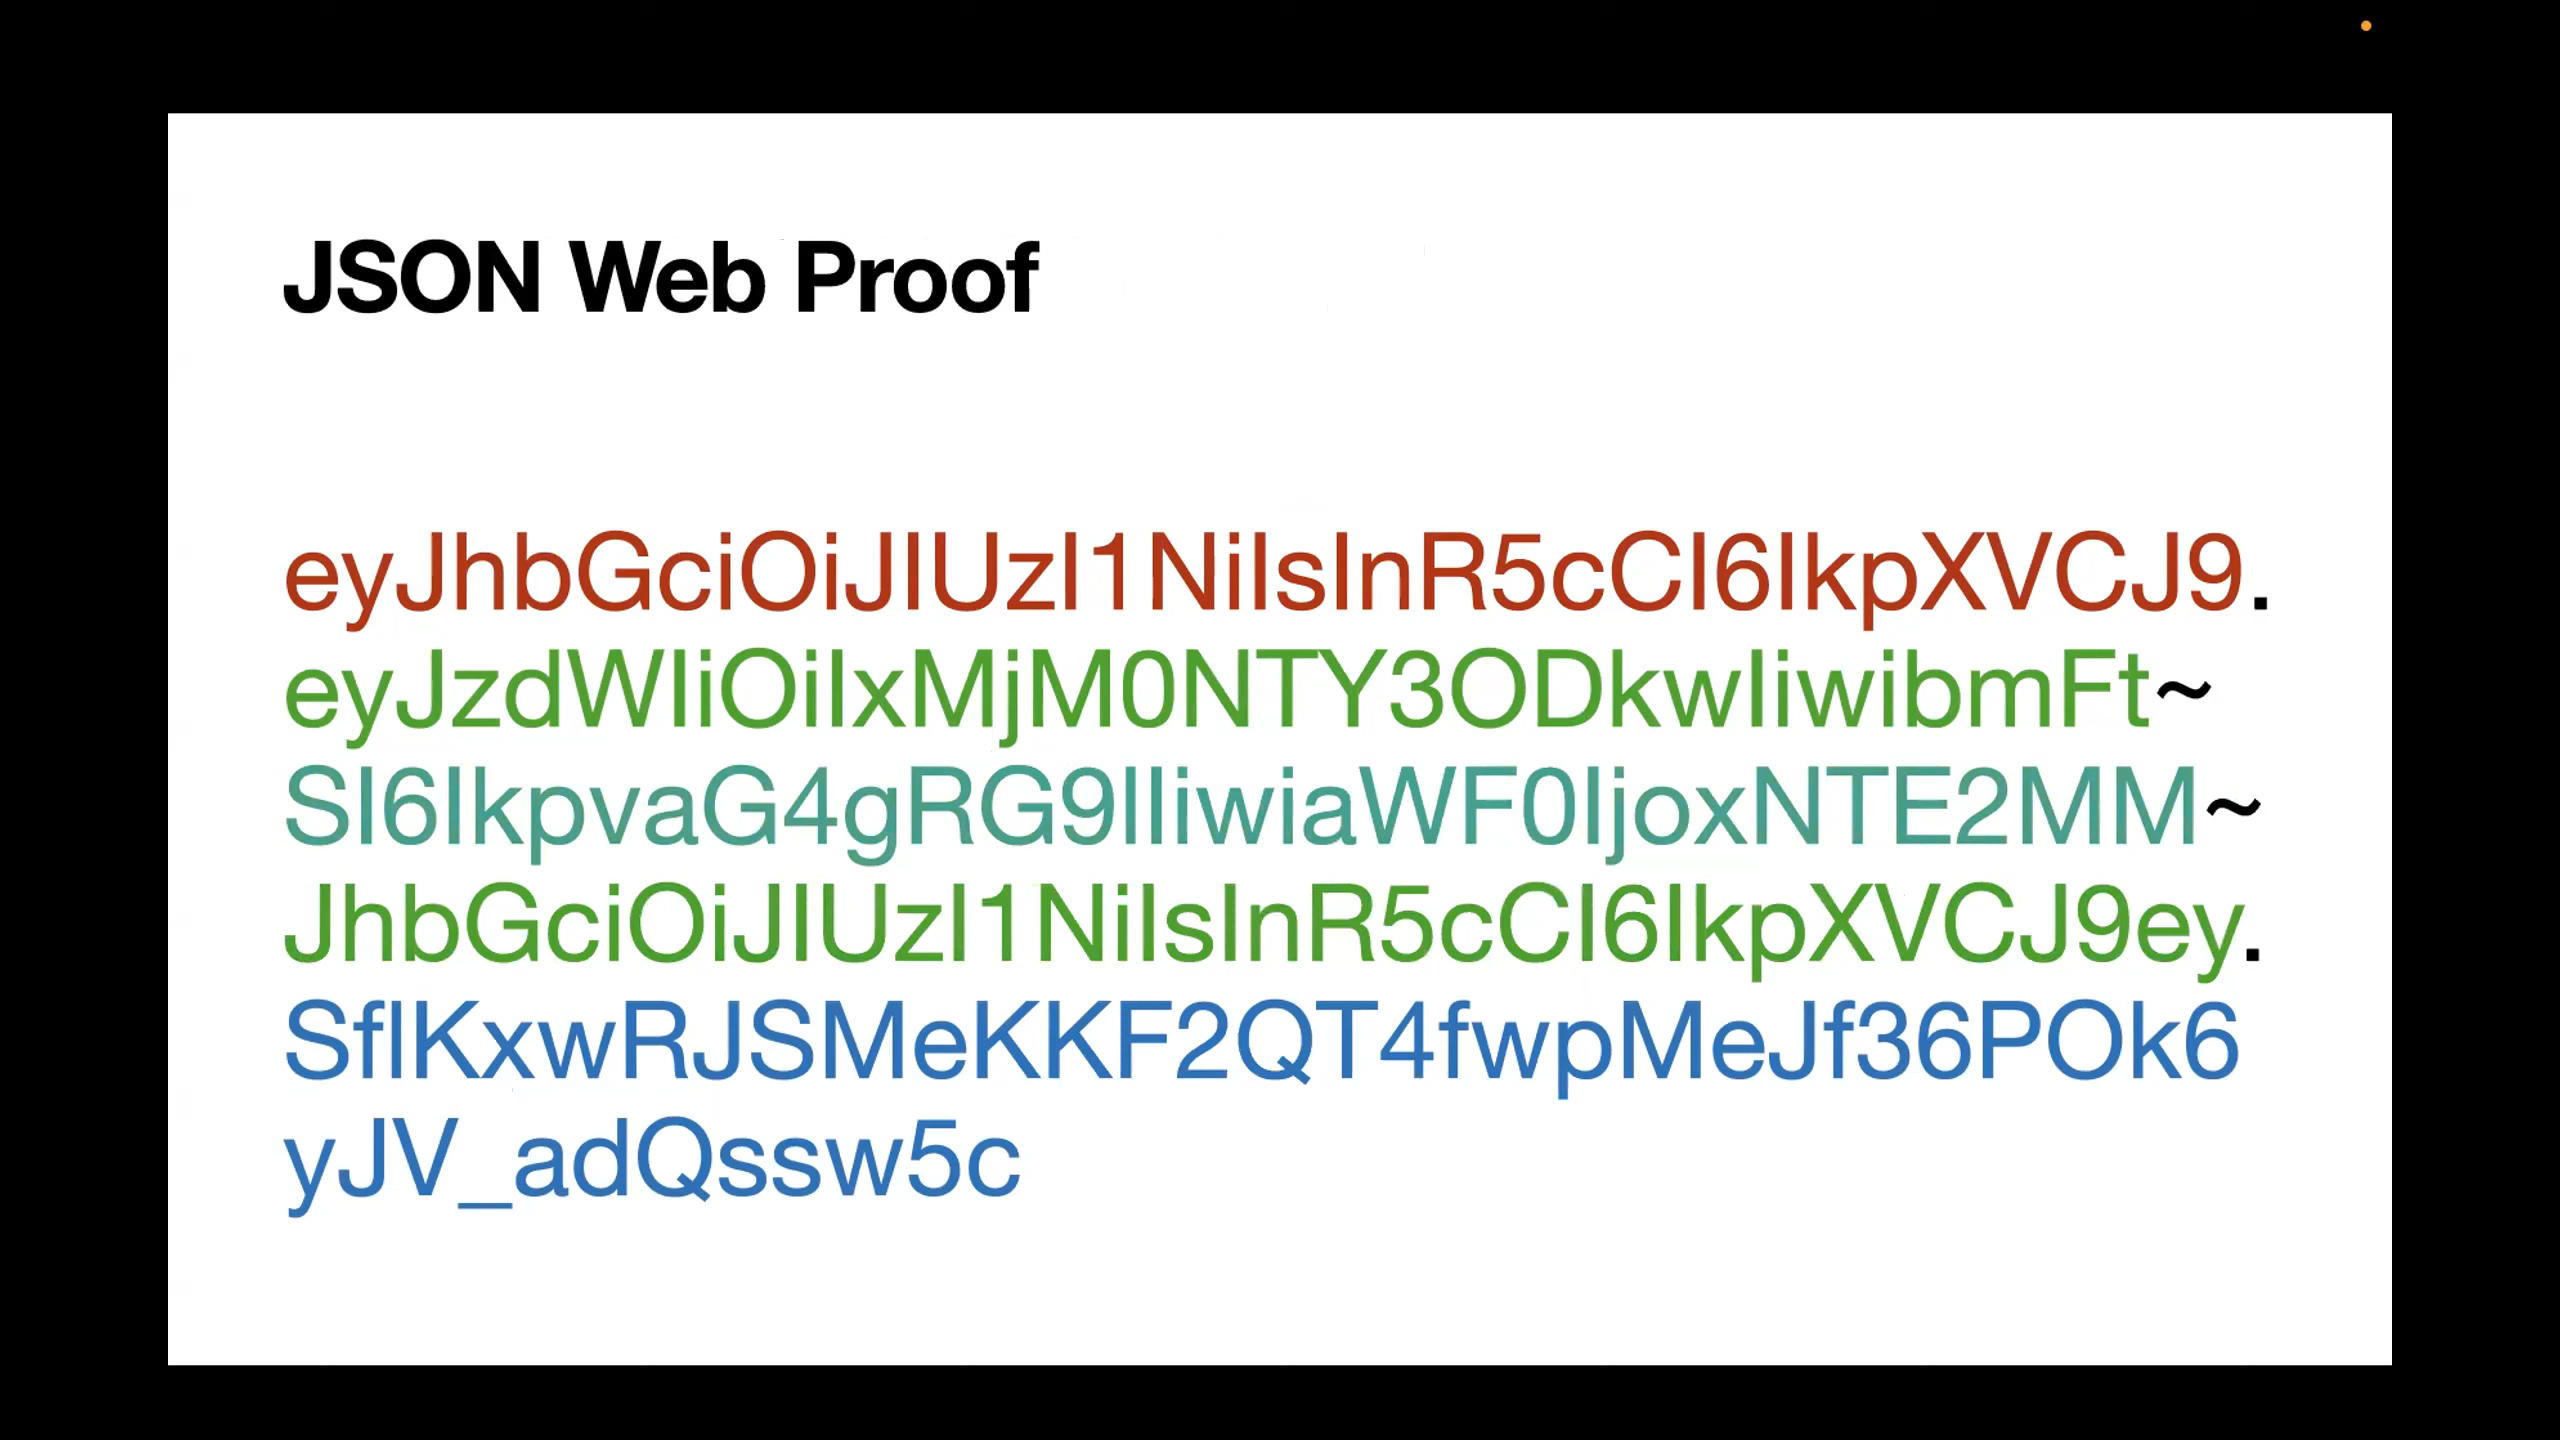 JSON Web Proof
eyJhbGciOiJIUzI1NiIsInR5cCI6IkpXVCJ9.
eyJzdWIiOiIxMjM0NTY3ODkwIiwibmFt~
SI6IkpvaG4gRG9lIiwiaWF0IjoxNTE2MM~
JhbGciOiJIUzI1NiIsInR5cCI6IkpXVCJ9ey.
SflKxwRJSMeKKF2QT4fwpMeJf36POk6
yJV_adQssw5c